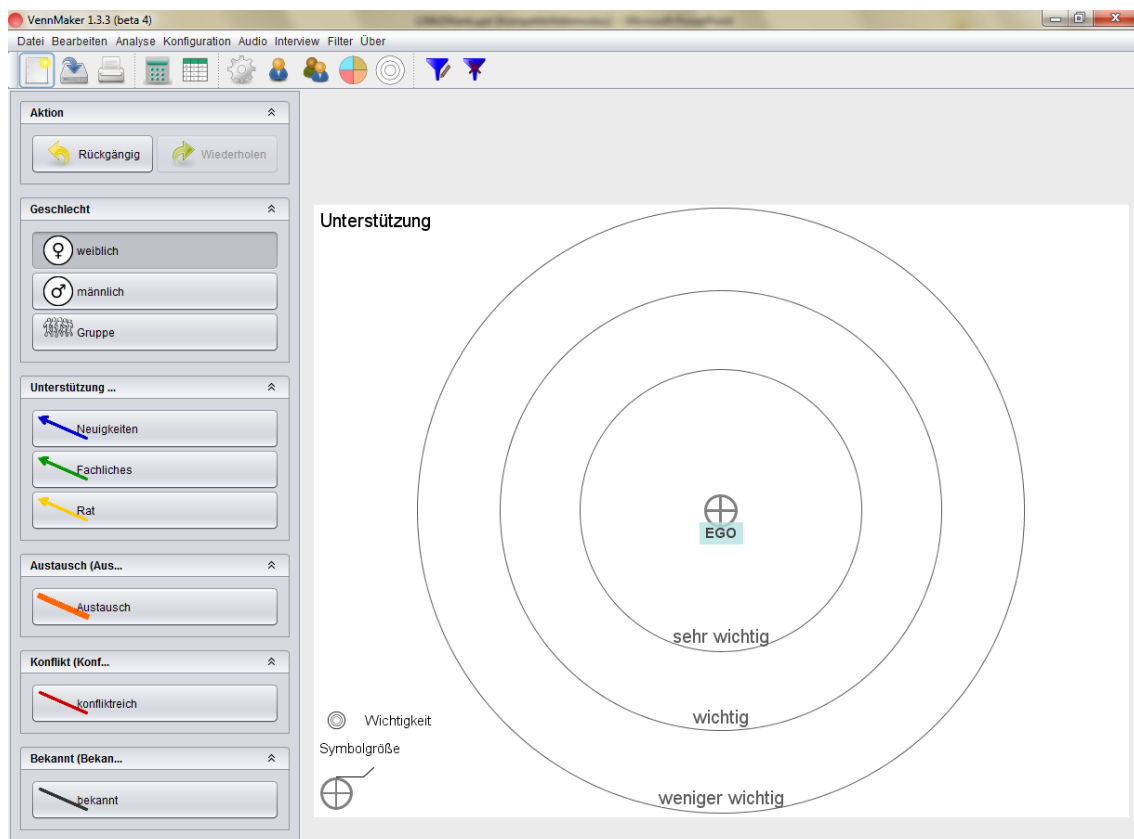 VennMaker 1.3.3 (beta 4)
Datei Bearbeiten Analyse Konfiguration Audio Interview Filter Über
Aktion
Rückgängig
Wiederholen
Geschlecht
weiblich
männlich
Gruppe
Unterstützung ...
Neuigkeiten
Fachliches
Rat
Austausch (Aus...
Austausch
Konflikt (Konf...
konfliktreich
Bekannt (Bekan...
bekannt
Unterstützung
EGO
sehr wichtig
wichtig
weniger wichtig
Wichtigkeit
Symbolgröße